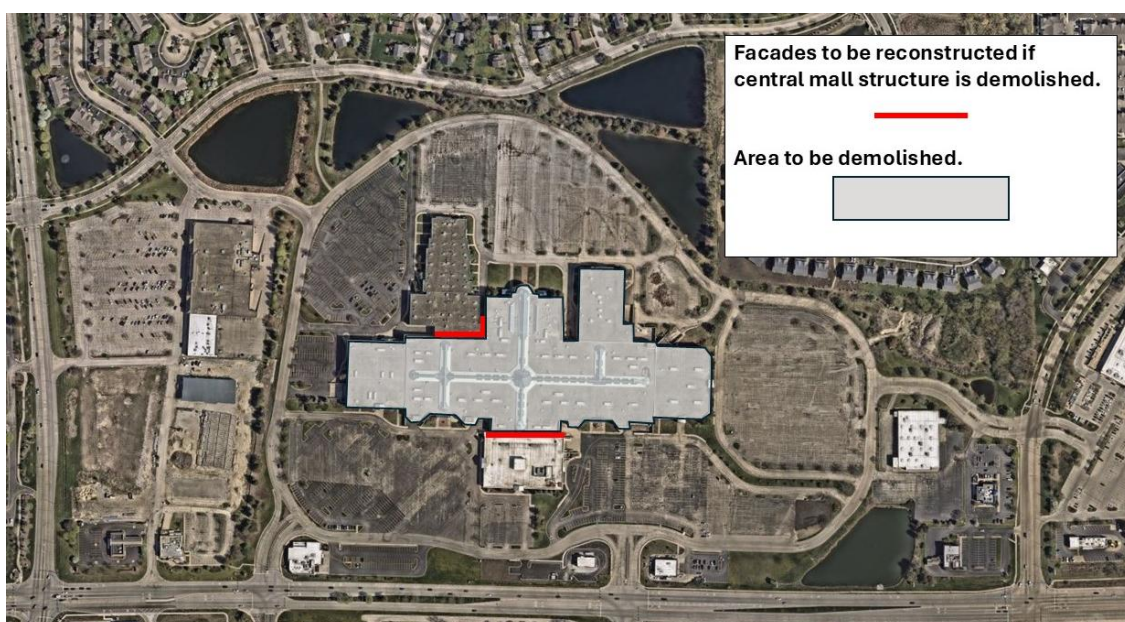 Facades to be reconstructed if
central mall structure is demolished.
Area to be demolished.